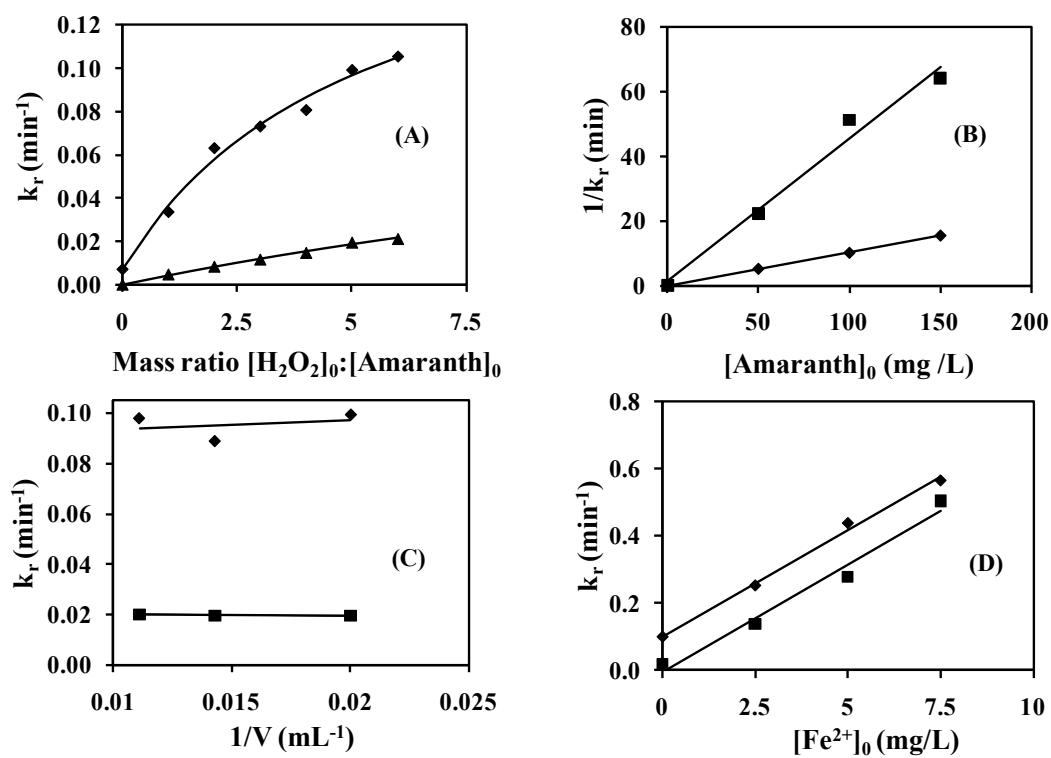 0.12
0.10
0.08
0.06
0.04
0.02
0.00
k_r (min⁻¹)
(A)
0 2.5 5 7.5
Mass ratio [H₂O₂]₀:[Amaranth]₀
80
60
40
20
0
1/k_r (min)
(B)
0 50 100 150 200
[Amaranth]₀ (mg /L)
0.10
0.08
0.06
0.04
0.02
0.00
k_r (min⁻¹)
(C)
0.01 0.015 0.02 0.025
1/V (mL⁻¹)
0.8
0.6
0.4
0.2
0.0
k_r (min⁻¹)
(D)
0 2.5 5 7.5 10
[Fe²⁺]₀ (mg/L)